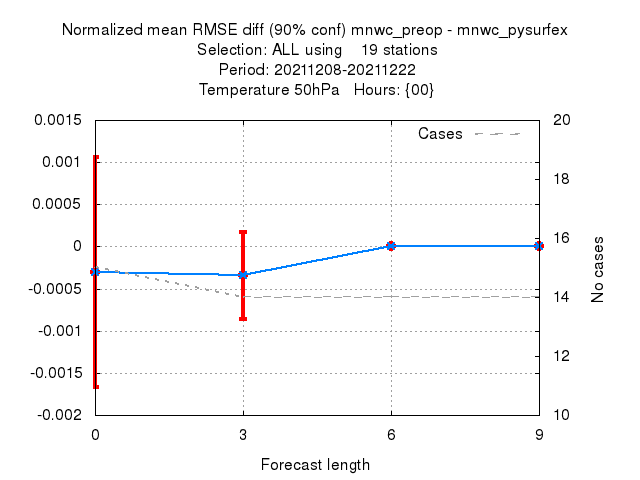 Normalized mean RMSE diff (90% conf) mnwc_preop - mnwc_pysurfex
Selection: ALL using    19 stations
Period: 20211208-20211222
Temperature 50hPa   Hours: {00}
Cases
0.0015
0.001
0.0005
0
-0.0005
-0.001
-0.0015
-0.002
20
18
16
14
12
10
No cases
0 3 6 9
Forecast length